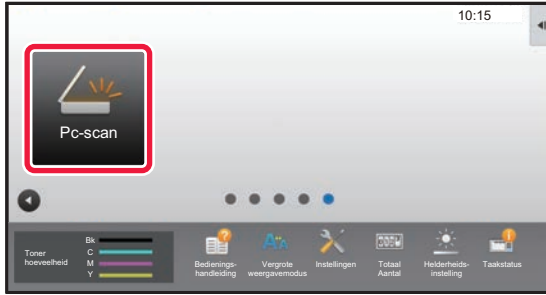 10:15
Pc-scan
Toner
hoeveelheid
Bk
C
M
Y
Bedienings-
handleiding
Vergrote
weergavemodus
Instellingen
Totaal
Aantal
Helderheids-
instelling
Taakstatus